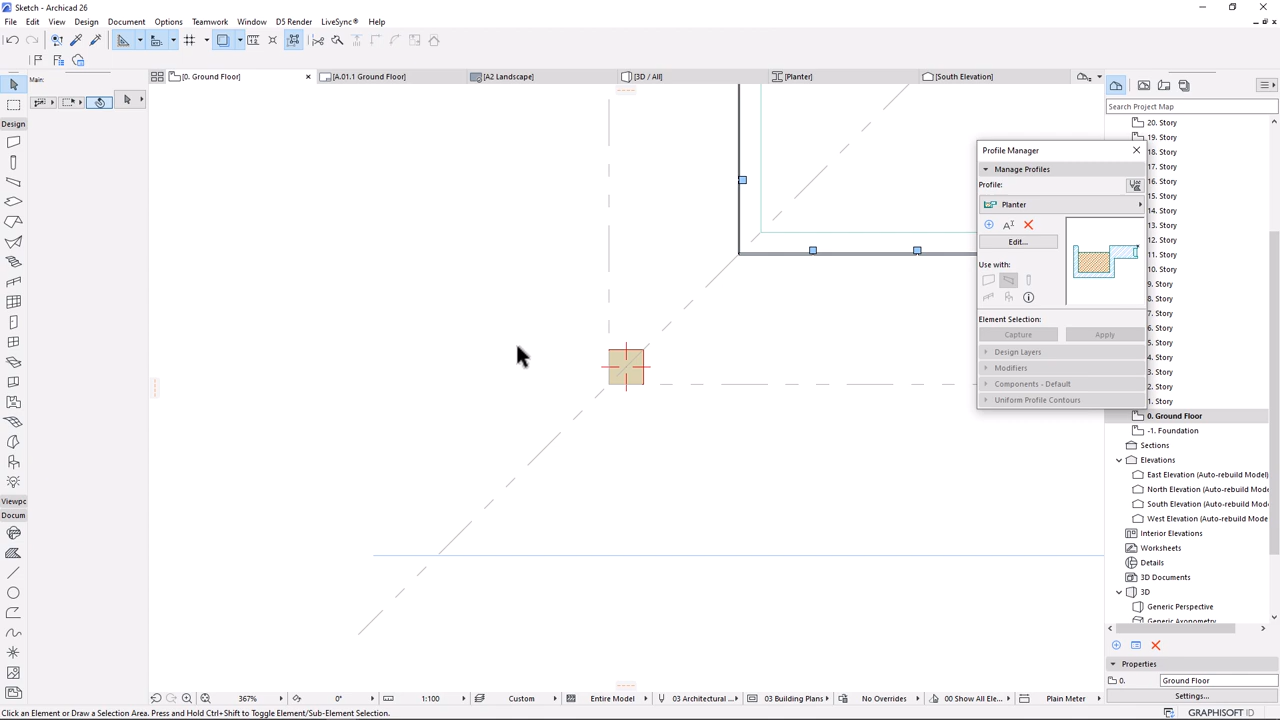 Sketch - Archicad 26
File Edit View Design Document Options Teamwork Window D5 Render LiveSync® Help
Main:
[0. Ground Floor] [A.01.1 Ground Floor] [A2 Landscape] [3D / All] [Planter] [South Elevation]
Design
Viewpc
Docum
Profile Manager
Manage Profiles
Profile:
Planter
Edit...
Use with:
Element Selection:
Capture Apply
Design Layers
Modifiers
Components - Default
Uniform Profile Contours
Search Project Map
20. Story
19. Story
18. Story
17. Story
16. Story
15. Story
14. Story
13. Story
12. Story
11. Story
10. Story
9. Story
8. Story
7. Story
6. Story
5. Story
4. Story
3. Story
2. Story
1. Story
0. Ground Floor
-1. Foundation
Sections
Elevations
East Elevation (Auto-rebuild Model)
North Elevation (Auto-rebuild Mode
South Elevation (Auto-rebuild Mode
West Elevation (Auto-rebuild Mode
Interior Elevations
Worksheets
Details
3D Documents
3D
Generic Perspective
Generic Axonometry
Properties
0. Ground Floor
Settings...
367% 0° 1:100 Custom Entire Model 03 Architectural ... 03 Building Plans No Overrides 00 Show All Ele... Plain Meter
Click an Element or Draw a Selection Area. Press and Hold Ctrl+Shift to Toggle Element/Sub-Element Selection.
GRAPHISOFT ID